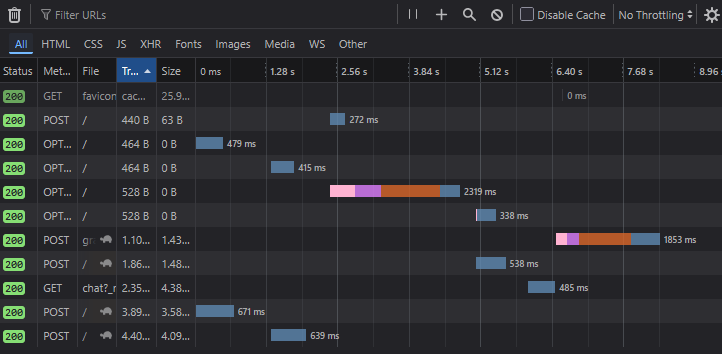 Filter URLs Disable Cache No Throttling
All HTML CSS JS XHR Fonts Images Media WS Other
Status Met... File Tr... Size 0 ms 1.28 s 2.56 s 3.84 s 5.12 s 6.40 s 7.68 s 8.96 s
200 GET favicon cac... 25.9... 0 ms
200 POST / 440 B 63 B 272 ms
200 OPT... / 464 B 0 B 479 ms
200 OPT... / 464 B 0 B 415 ms
200 OPT... / 528 B 0 B 2319 ms
200 OPT... / 528 B 0 B 338 ms
200 POST gr 1.10... 1.43... 1853 ms
200 POST / 1.86... 1.48... 538 ms
200 GET chat?_r 2.35... 4.38... 485 ms
200 POST / 3.89... 3.58... 671 ms
200 POST / 4.40... 4.09... 639 ms